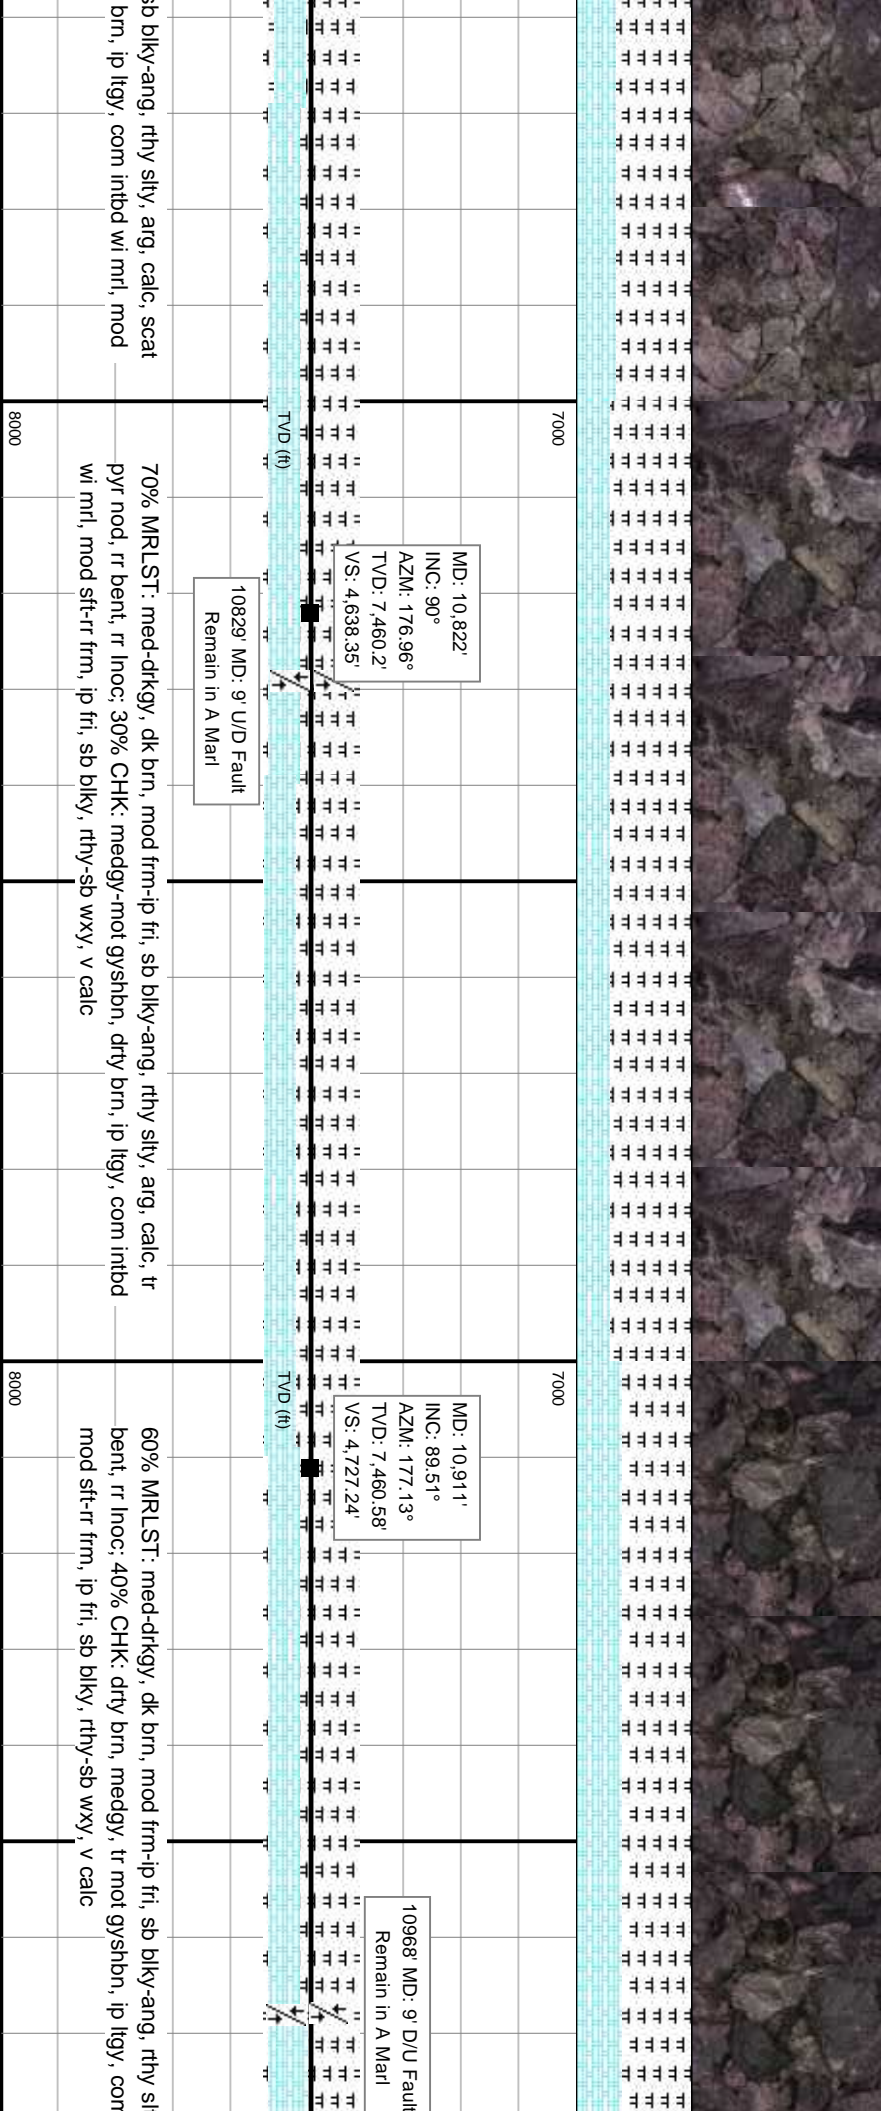 sb blky-ang, rthy slty, arg, calc, scat
brn, ip ltgy, com intbd wi mrl, mod
7000
TVD (ft)
8000
MD: 10,822'
INC: 90°
AZM: 176.96°
TVD: 7,460.2'
VS: 4,638.35'
10829' MD: 9' U/D Fault
Remain in A Marl
70% MRLST: med-drkgy, dk brn, mod frm-ip fri, sb blky-ang, rthy slty, arg, calc, tr
pyr nod, rr bent, rr Inoc; 30% CHK: medgy-mot gyshbn, drty brn, ip ltgy, com intbd
wi mrl, mod sft-rr frm, ip fri, sb blky, rthy-sb wxy, v calc
7000
TVD (ft)
8000
MD: 10,911'
INC: 89.51°
AZM: 177.13°
TVD: 7,460.58'
VS: 4,727.24'
60% MRLST: med-drkgy, dk brn, mod frm-ip fri, sb blky-ang, rthy sl
bent, rr Inoc; 40% CHK: drty brn, medgy, tr mot gyshbn, ip ltgy, com
mod sft-rr frm, ip fri, sb blky, rthy-sb wxy, v calc
10968' MD: 9' D/U Fault
Remain in A Marl